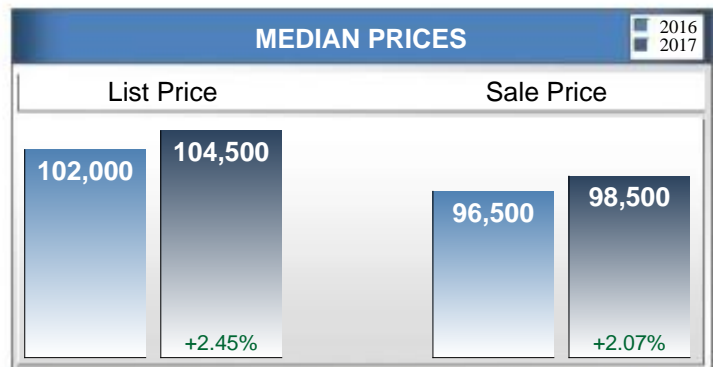 MEDIAN PRICES
2016
2017
List Price
Sale Price
102,000
104,500
+2.45%
96,500
98,500
+2.07%